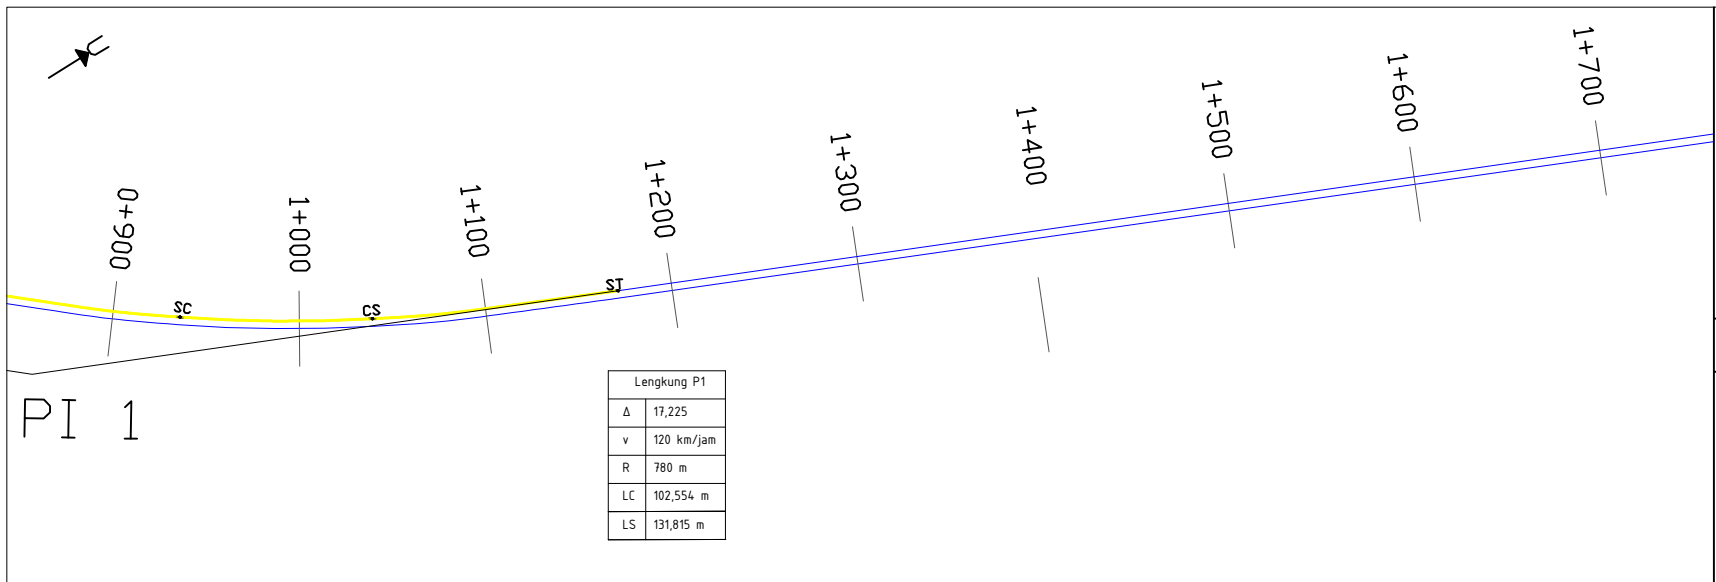 U
0+900
1+000
1+100
1+200
1+300
1+400
1+500
1+600
1+700
SC
CS
ST
PI 1
Lengkung P1
Δ 17,225
v 120 km/jam
R 780 m
LC 102,554 m
LS 131,815 m